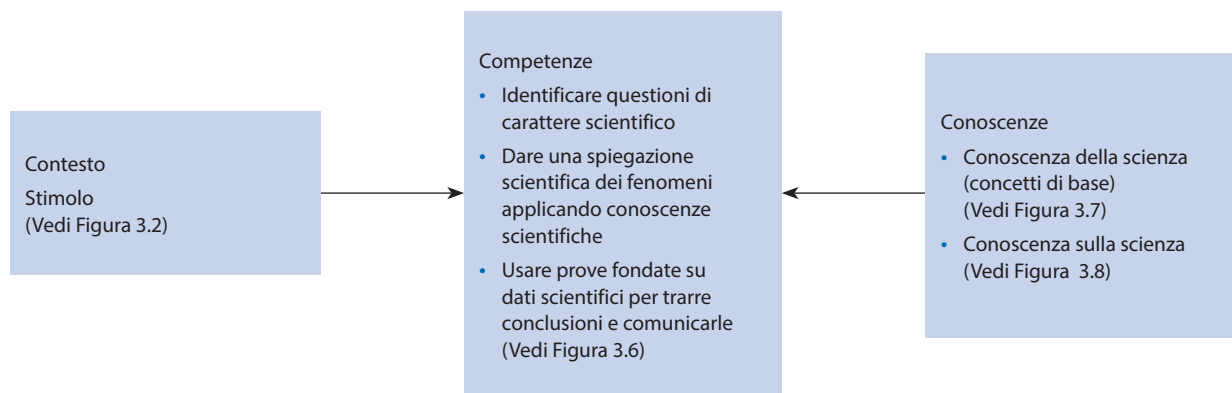 Contesto
Stimolo
(Vedi Figura 3.2)
Competenze
• Identificare questioni di
carattere scientifico
• Dare una spiegazione
scientifica dei fenomeni
applicando conoscenze
scientifiche
• Usare prove fondate su
dati scientifici per trarre
conclusioni e comunicarle
(Vedi Figura 3.6)
Conoscenze
• Conoscenza della scienza
(concetti di base)
(Vedi Figura 3.7)
• Conoscenza sulla scienza
(Vedi Figura 3.8)